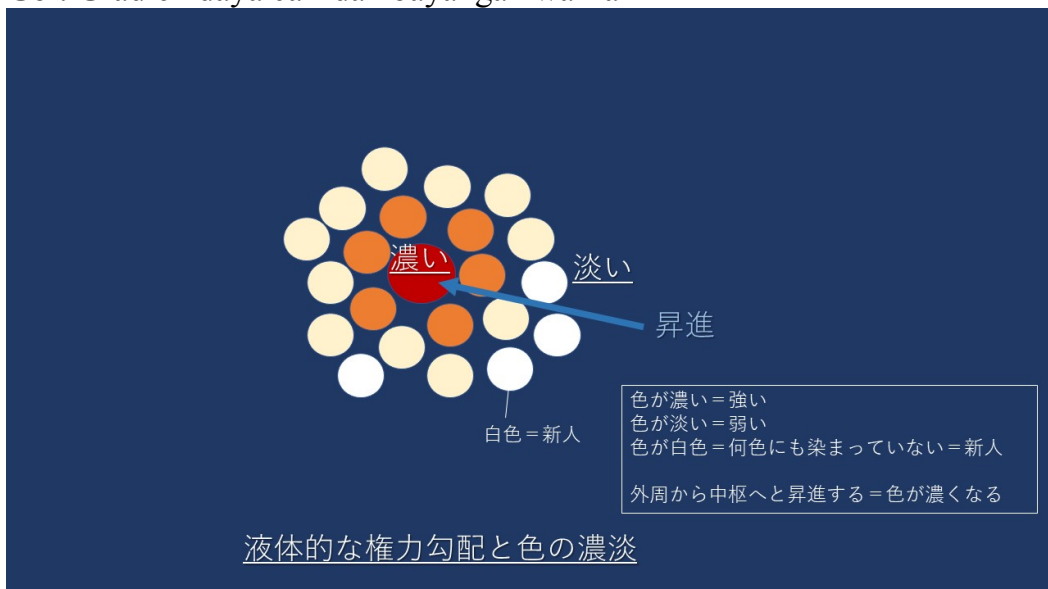 濃い
淡い
昇進
白色＝新人
色が濃い＝強い
色が淡い＝弱い
色が白色＝何色にも染まっていない＝新人
外周から中枢へと昇進する＝色が濃くなる
液体的な権力勾配と色の濃淡